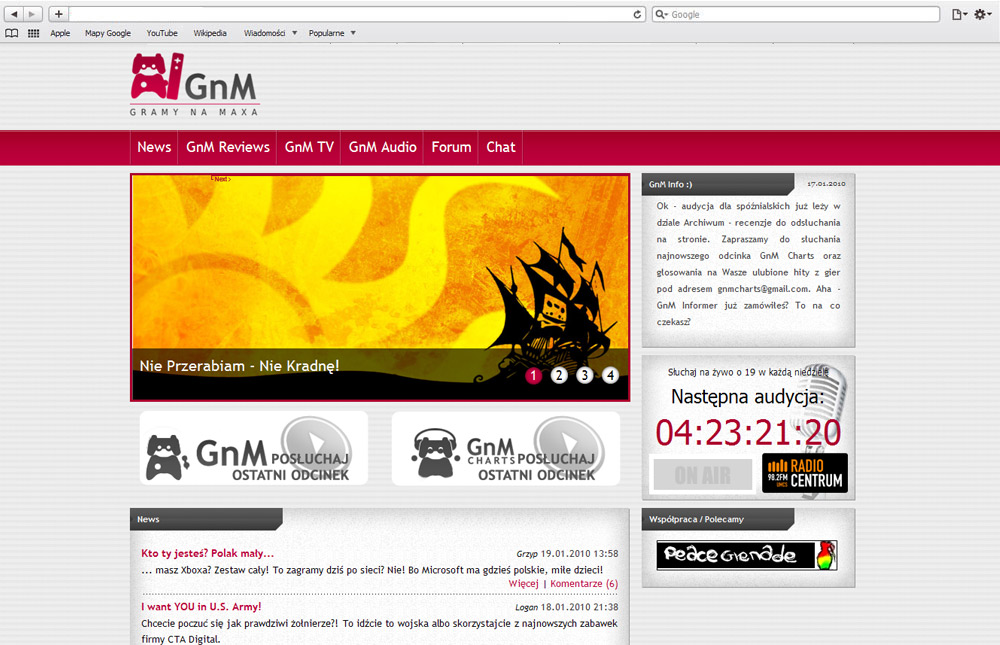 Google
Apple
Mapy Google
YouTube
Wikipedia
Wiadomości
Popularne
GnM
GRAMY NA MAXA
News
GnM Reviews
GnM TV
GnM Audio
Forum
Chat
Next >
Nie Przerabiam - Nie Kradnę!
1 2 3 4
GnM Info :)
17.01.2010
Ok - audycja dla spóźnialskich już leży w
dziale Archiwum - recenzje do odsłuchania
na stronie. Zapraszamy do słuchania
najnowszego odcinka GnM Charts oraz
głosowania na Wasze ulubione hity z gier
pod adresem gnmcharts@gmail.com. Aha -
GnM Informer już zamówiłeś? To na co
czekasz?
Słuchaj na żywo o 19 w każdą niedzielę
Następna audycja:
04:23:21:20
ON AIR
98.2FM
UMCS
RADIO
CENTRUM
GnM POSŁUCHAJ
OSTATNI ODCINEK
GnM
CHARTS POSŁUCHAJ
OSTATNI ODCINEK
News
Kto ty jesteś? Polak mały...
Grzyp 19.01.2010 13:58
... masz Xboxa? Zestaw cały! To zagramy dziś po sieci? Nie! Bo Microsoft ma gdzieś polskie, miłe dzieci!
Więcej | Komentarze (6)
I want YOU in U.S. Army!
Logan 18.01.2010 21:38
Chcecie poczuć się jak prawdziwi żołnierze?! To idźcie to wojska albo skorzystajcie z najnowszych zabawek
firmy CTA Digital.
Współpraca / Polecamy
Peace Grenade